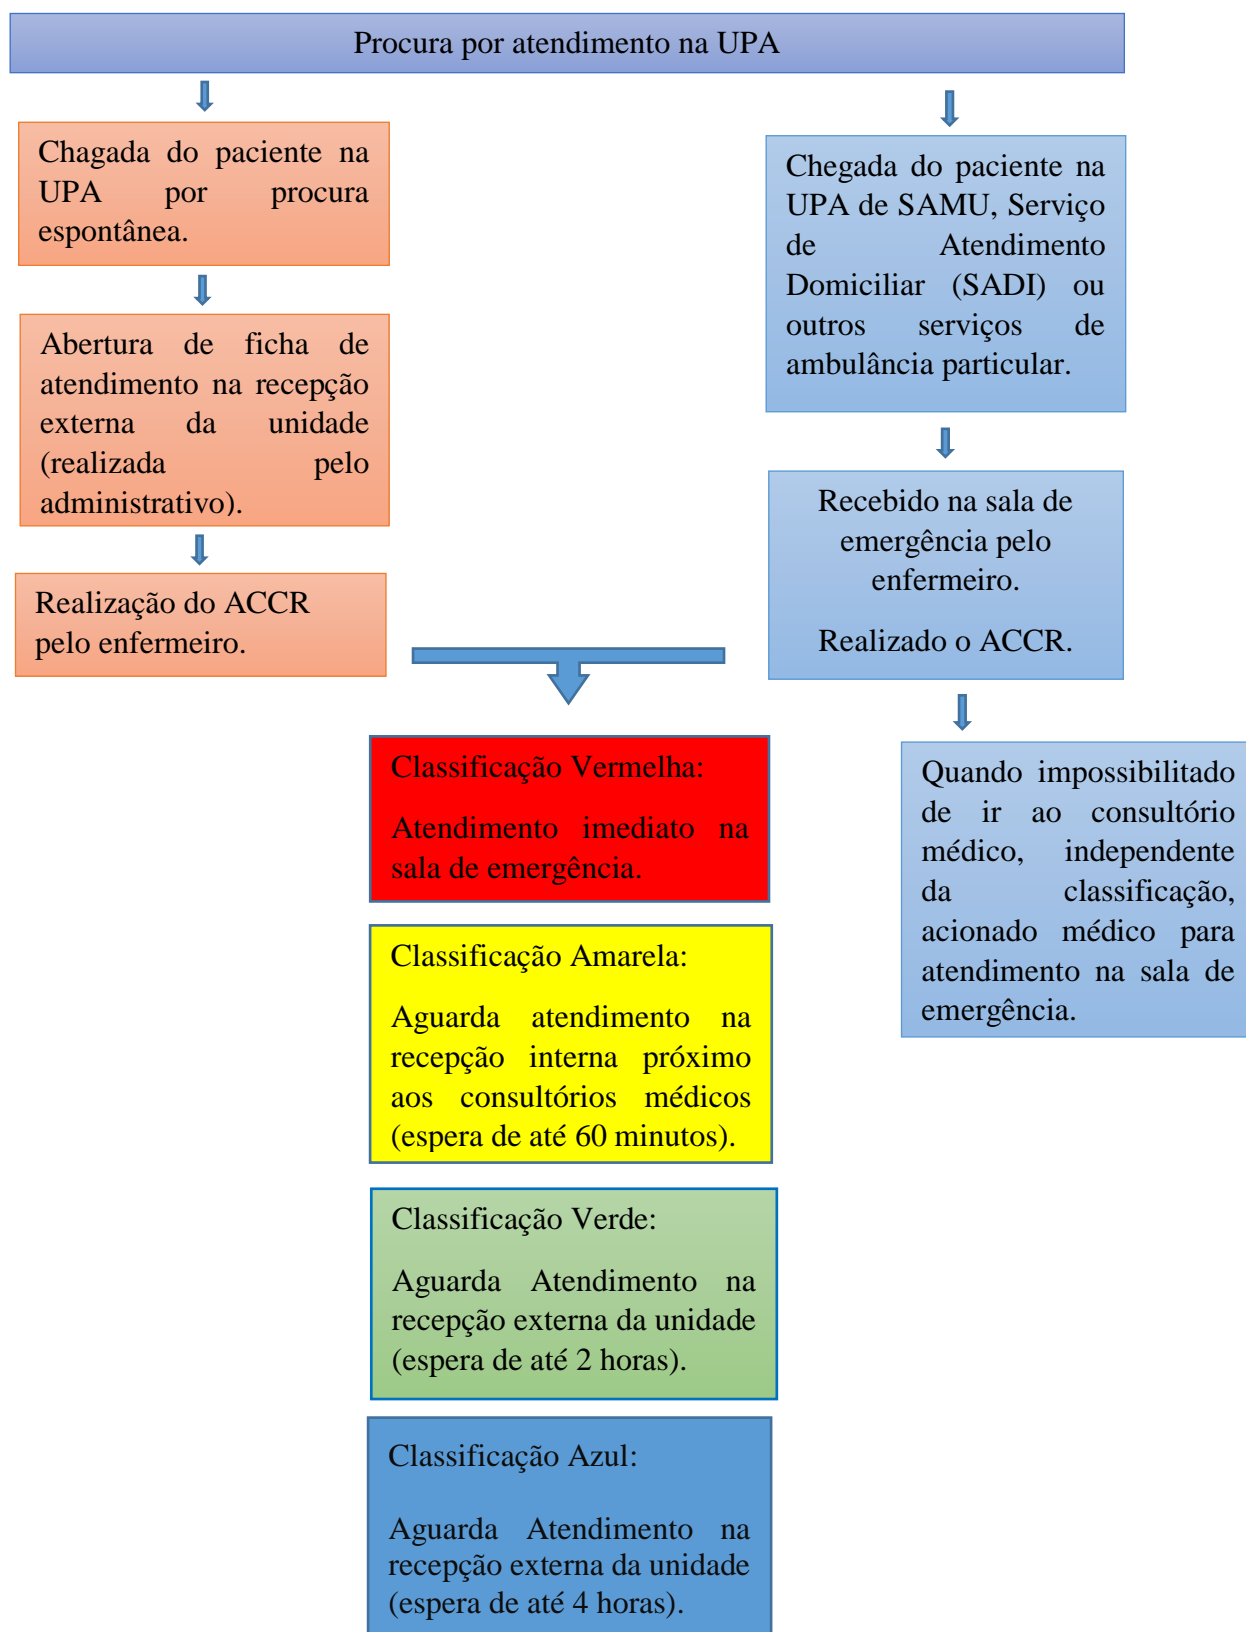 Procura por atendimento na UPA
Chagada do paciente na
UPA por procura
espontânea.
Abertura de ficha de
atendimento na recepção
externa da unidade
(realizada pelo
administrativo).
Realização do ACCR
pelo enfermeiro.
Chegada do paciente na
UPA de SAMU, Serviço
de Atendimento
Domiciliar (SADI) ou
outros serviços de
ambulância particular.
Recebido na sala de
emergência pelo
enfermeiro.
Realizado o ACCR.
Quando impossibilitado
de ir ao consultório
médico, independente
da classificação,
acionado médico para
atendimento na sala de
emergência.
Classificação Vermelha:
Atendimento imediato na
sala de emergência.
Classificação Amarela:
Aguarda atendimento na
recepção interna próximo
aos consultórios médicos
(espera de até 60 minutos).
Classificação Verde:
Aguarda Atendimento na
recepção externa da unidade
(espera de até 2 horas).
Classificação Azul:
Aguarda Atendimento na
recepção externa da unidade
(espera de até 4 horas).